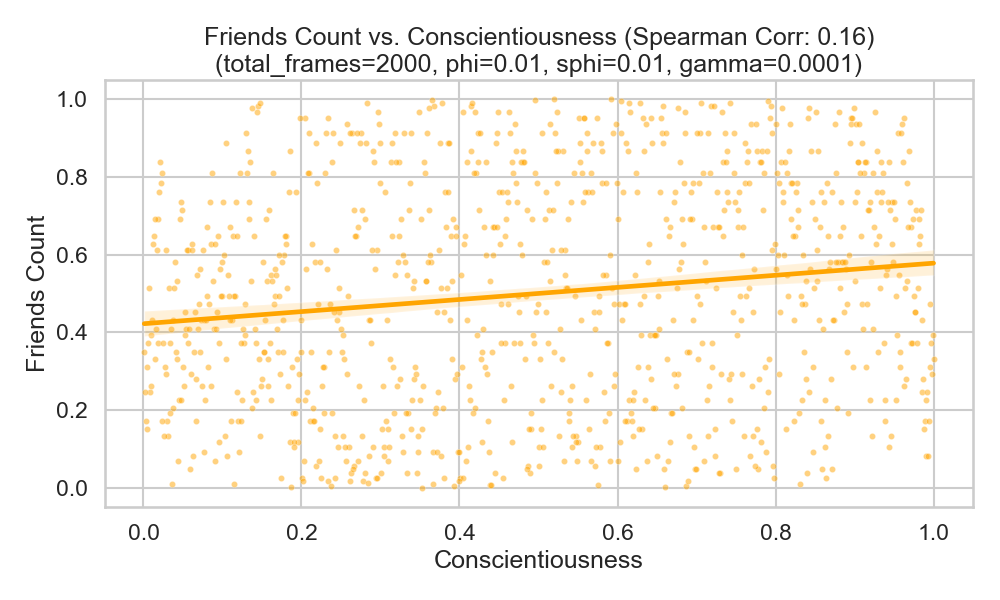 Friends Count vs. Conscientiousness (Spearman Corr: 0.16)
(total_frames=2000, phi=0.01, sphi=0.01, gamma=0.0001)
1.0
0.8
0.6
0.4
0.2
0.0
Friends Count
0.0 0.2 0.4 0.6 0.8 1.0
Conscientiousness